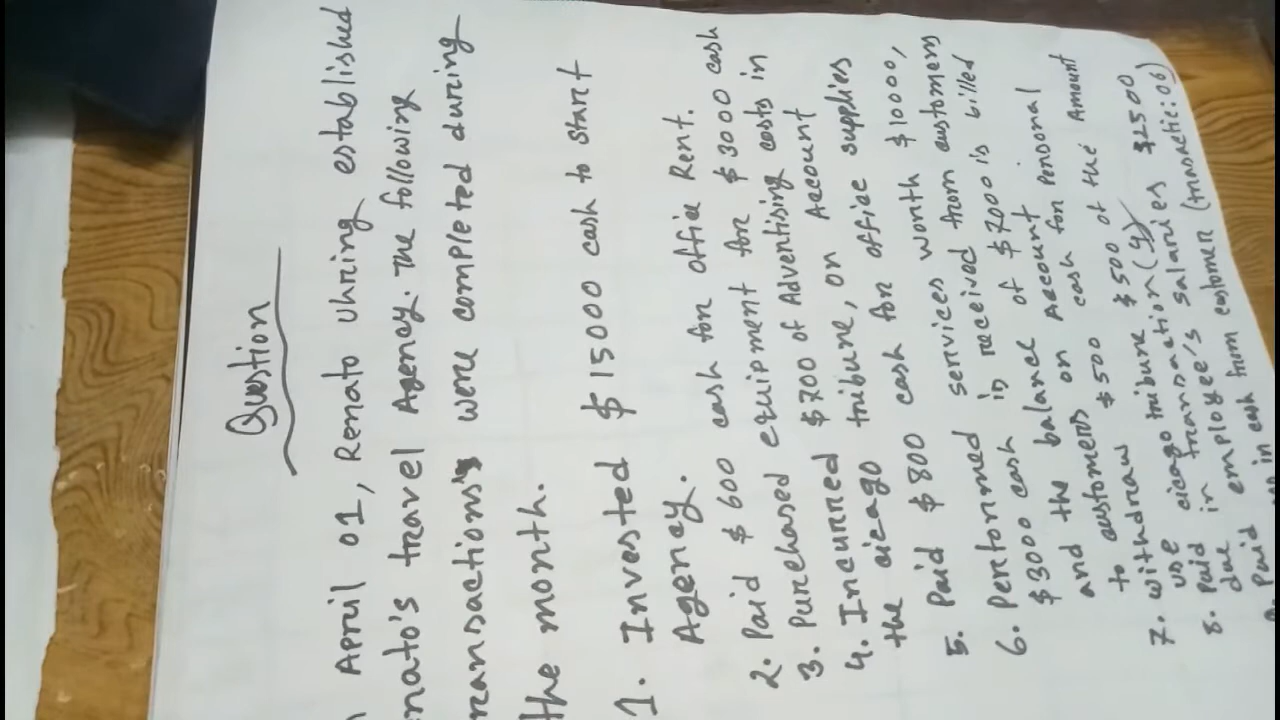 Question
April 01, Renato uhring established
nato's travel Agency. The following
ransactions were completed during
the month.
1. Invested $ 15000 cash to start
Agency.
2. Paid $ 600 cash for office Rent.
3. Purchased equipment for $ 3000 cash
4. Incurred $700 of Advertising costs in
the cicago tribune, on Account
5. Paid $ 800 cash for office supplies
6. Performed services worth $ 10000,
$ 3000 cash is received from customers
and the balance of $ 7000 is billed
to customers on Account
7. withdraw $ 500 cash for personal
use
8. Paid cicago tribune $ 500 of the Amount
due in transaction (4)
9. Paid employee's salaries $2500
in cash from customer (transactic: 06)